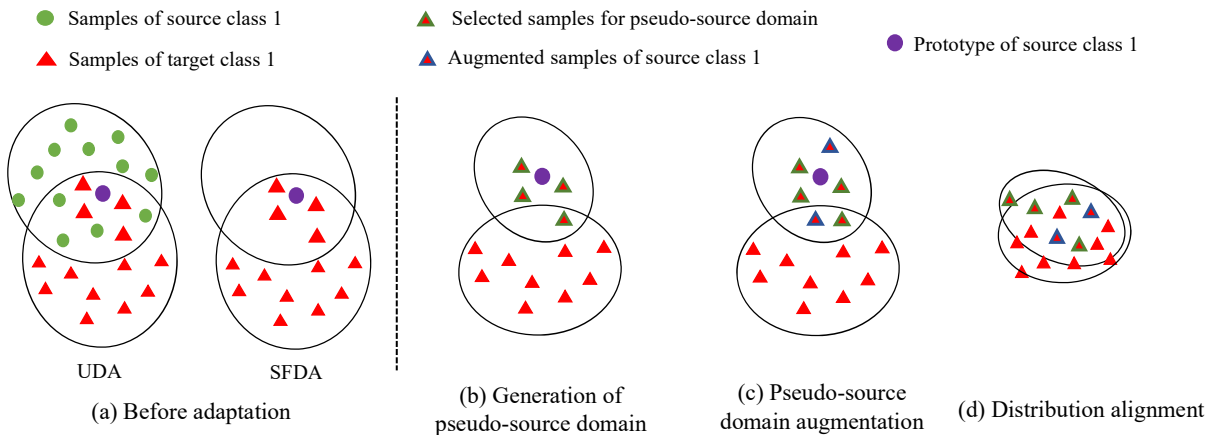 Samples of source class 1
Samples of target class 1
Selected samples for pseudo-source domain
Augmented samples of source class 1
Prototype of source class 1
UDA
SFDA
(a) Before adaptation
(b) Generation of
pseudo-source domain
(c) Pseudo-source
domain augmentation
(d) Distribution alignment